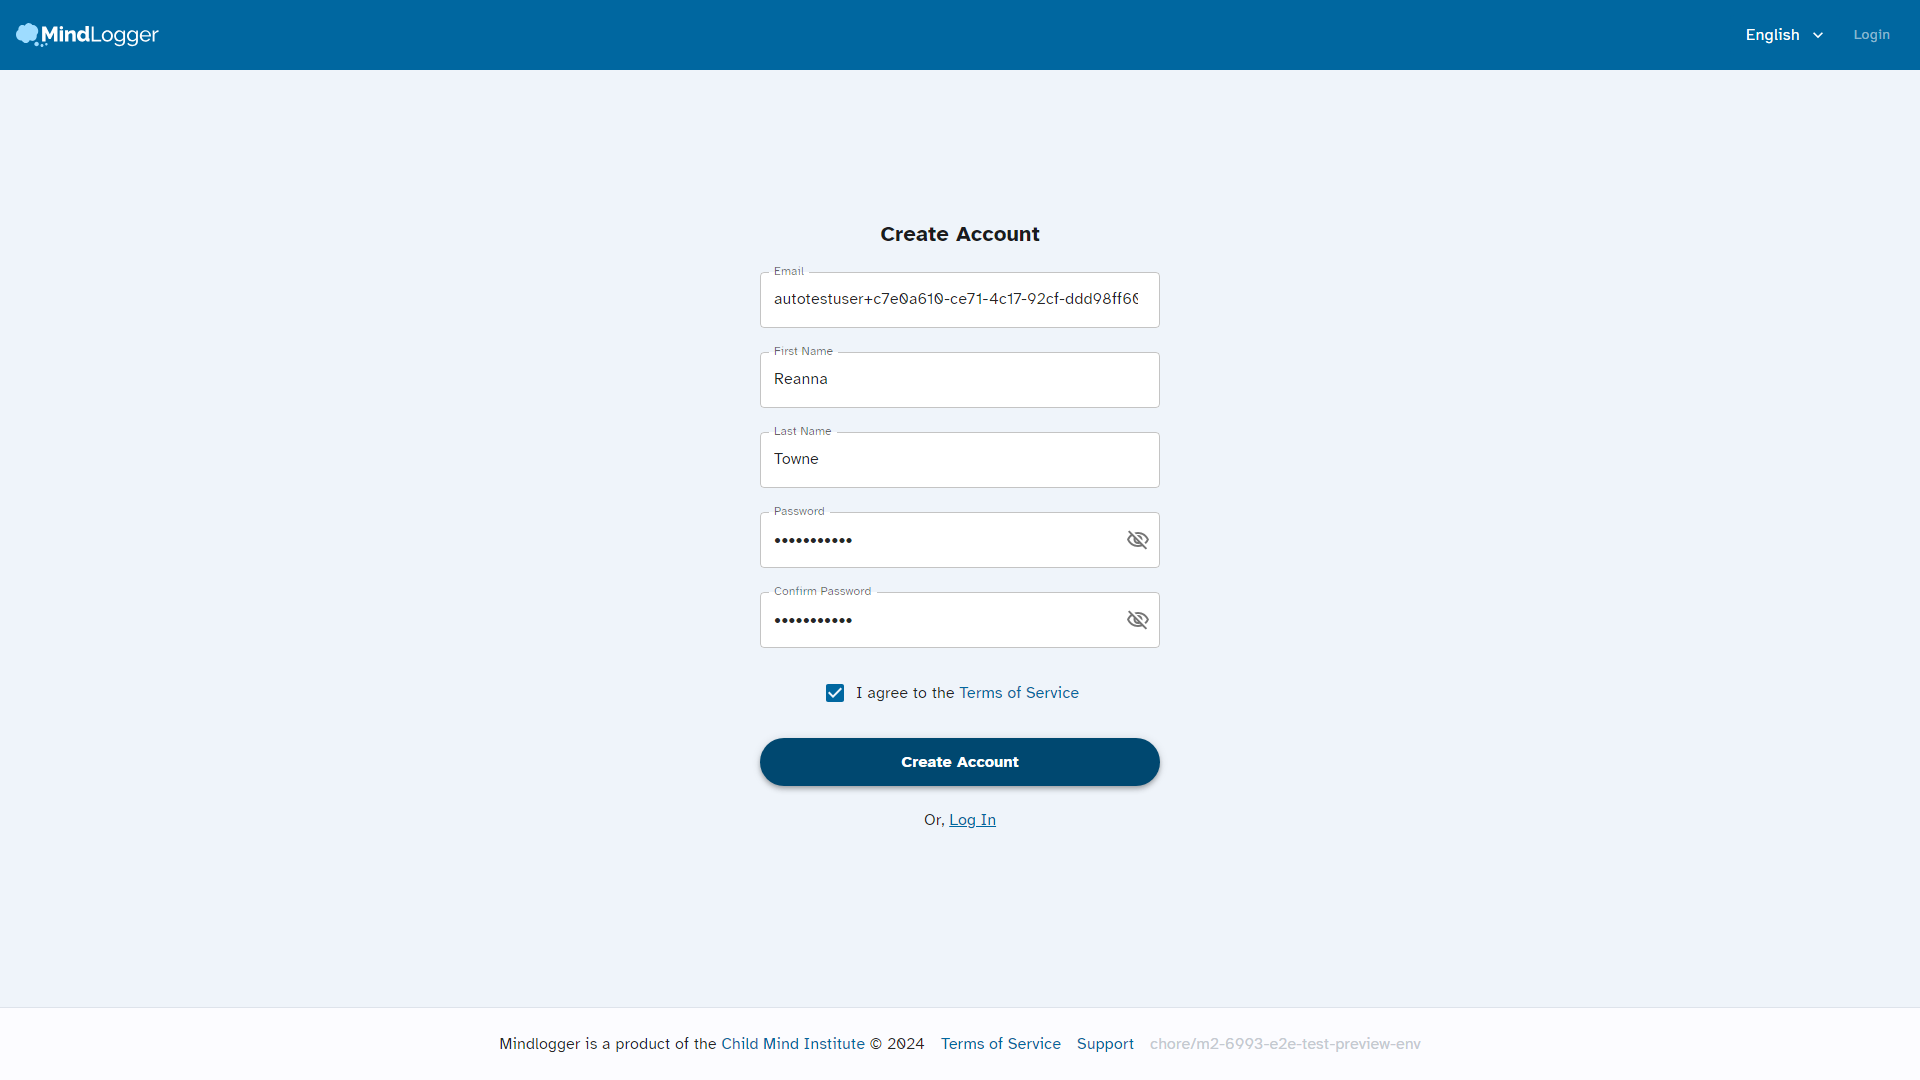 MindLogger
English
Login
Create Account
Email
autotestuser+c7e0a610-ce71-4c17-92cf-ddd98ff60
First Name
Reanna
Last Name
Towne
Password
•••••••••••
Confirm Password
•••••••••••
I agree to the Terms of Service
Create Account
Or, Log In
Mindlogger is a product of the Child Mind Institute © 2024 Terms of Service Support chore/m2-6993-e2e-test-preview-env